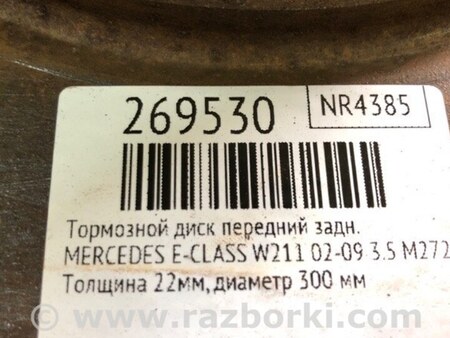 269530
NR4385
Тормозной диск передний задн.
MERCEDES E-CLASS W211 02-09 3.5 M272
Толщина 22мм, диаметр 300 мм
www.razborki.com